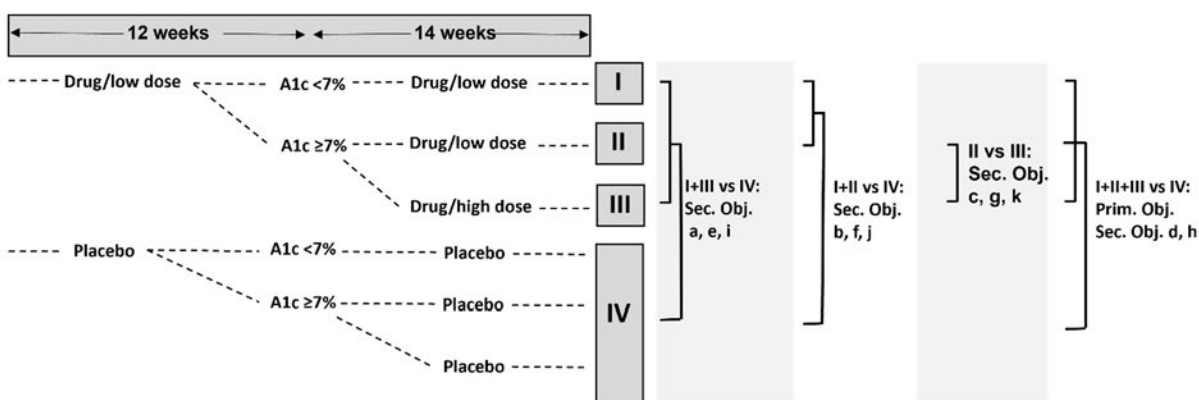 12 weeks 14 weeks
Drug/low dose A1c <7% Drug/low dose I
A1c ≥7% Drug/low dose II
Drug/high dose III
Placebo A1c <7% Placebo
A1c ≥7% Placebo IV
Placebo
I+III vs IV:
Sec. Obj.
a, e, i
I+II vs IV:
Sec. Obj.
b, f, j
II vs III:
Sec. Obj.
c, g, k
I+II+III vs IV:
Prim. Obj.
Sec. Obj. d, h